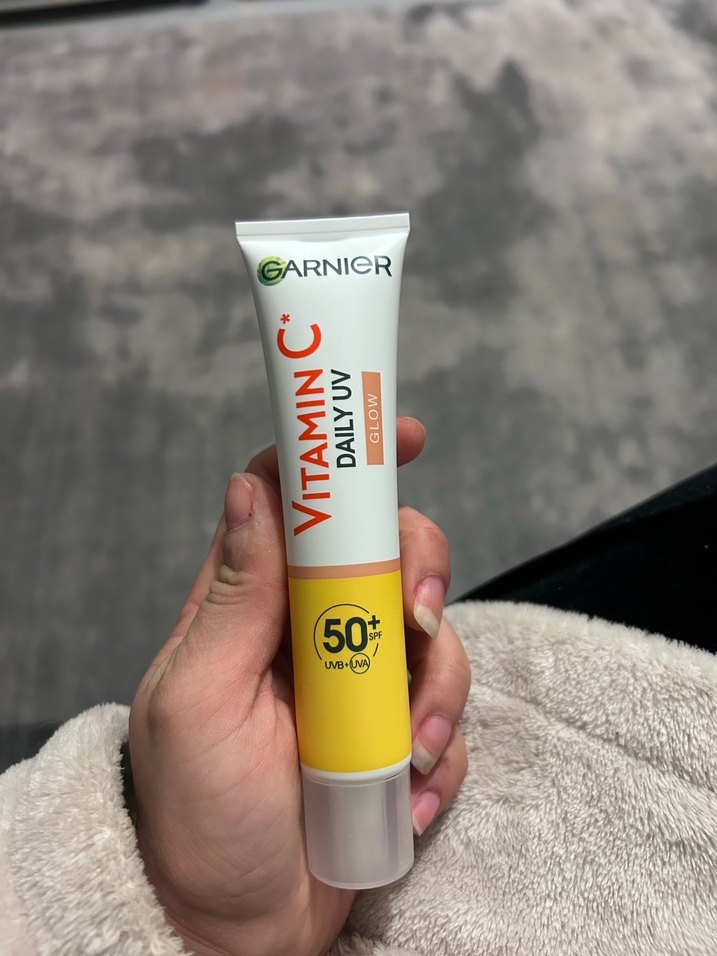 GARNIER
VITAMIN C*
DAILY UV
GLOW
50+
SPF
UVB+UVA